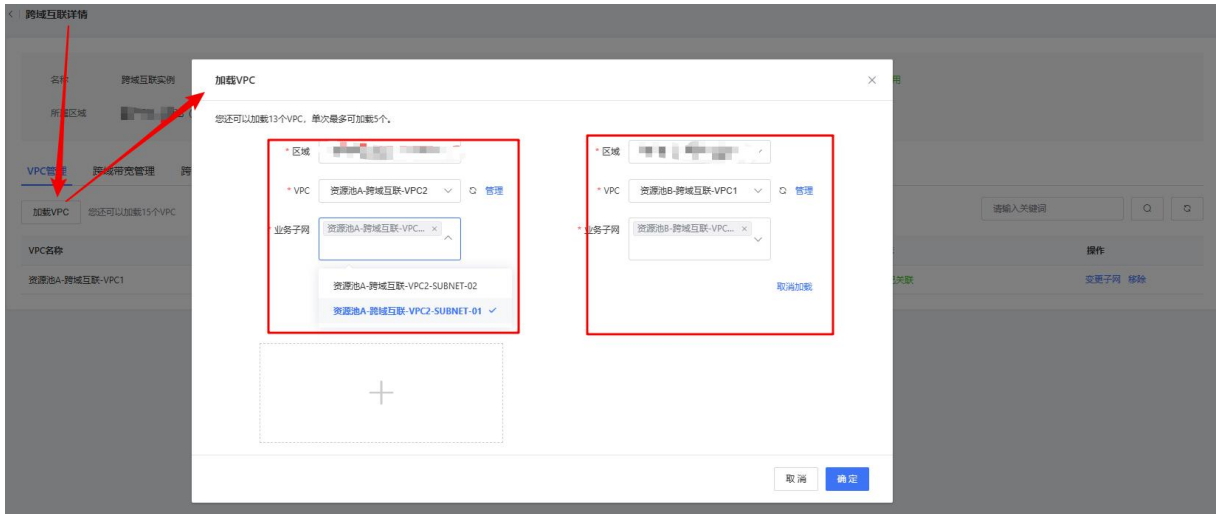 跨域互联详情
名称 跨域互联实例 用
所属区域
加载VPC
您还可以加载13个VPC，单次最多可加载5个。
* 区域
* VPC 资源池A-跨域互联-VPC2 管理
* 业务子网 资源池A-跨域互联-VPC... ×
资源池A-跨域互联-VPC2-SUBNET-02
资源池A-跨域互联-VPC2-SUBNET-01
* 区域
* VPC 资源池B-跨域互联-VPC1 管理
* 业务子网 资源池B-跨域互联-VPC... ×
取消加载
取消 确定
VPC管理 跨域带宽管理 跨
加载VPC 您还可以加载15个VPC 请输入关键词
VPC名称 操作
资源池A-跨域互联-VPC1 关联 变更子网 移除